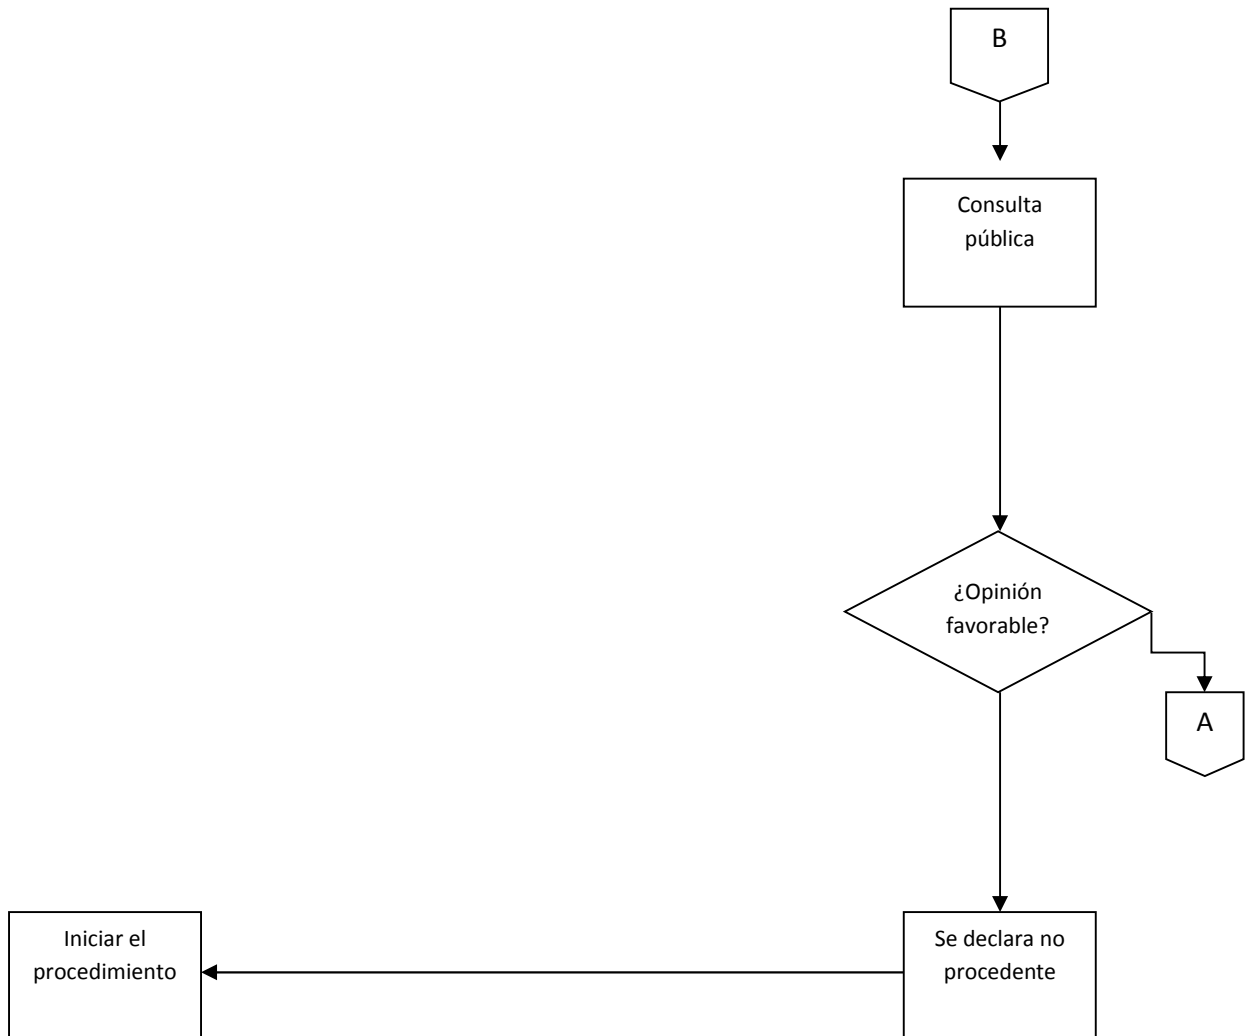 B
Consulta
pública
¿Opinión
favorable?
A
Iniciar el
procedimiento
Se declara no
procedente